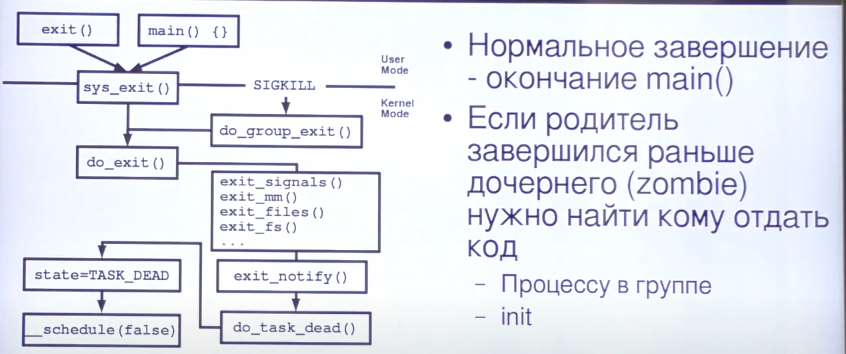 exit()
main() {}
User
Mode
sys_exit()
SIGKILL
Kernel
Mode
do_group_exit()
do_exit()
exit_signals()
exit_mm()
exit_files()
exit_fs()
...
state=TASK_DEAD
exit_notify()
__schedule(false)
do_task_dead()
• Нормальное завершение
- окончание main()
• Если родитель
завершился раньше
дочернего (zombie)
нужно найти кому отдать
код
– Процессу в группе
– init